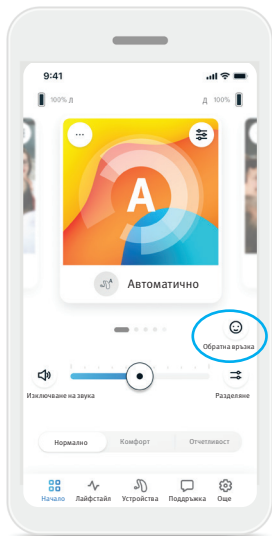 9:41
100% Д
Д 100%
A
Автоматично
Обратна връзка
Изключване на звука
Разделяне
Нормално
Комфорт
Отчетливост
Начало
Лайфстайл
Устройства
Поддръжка
Още